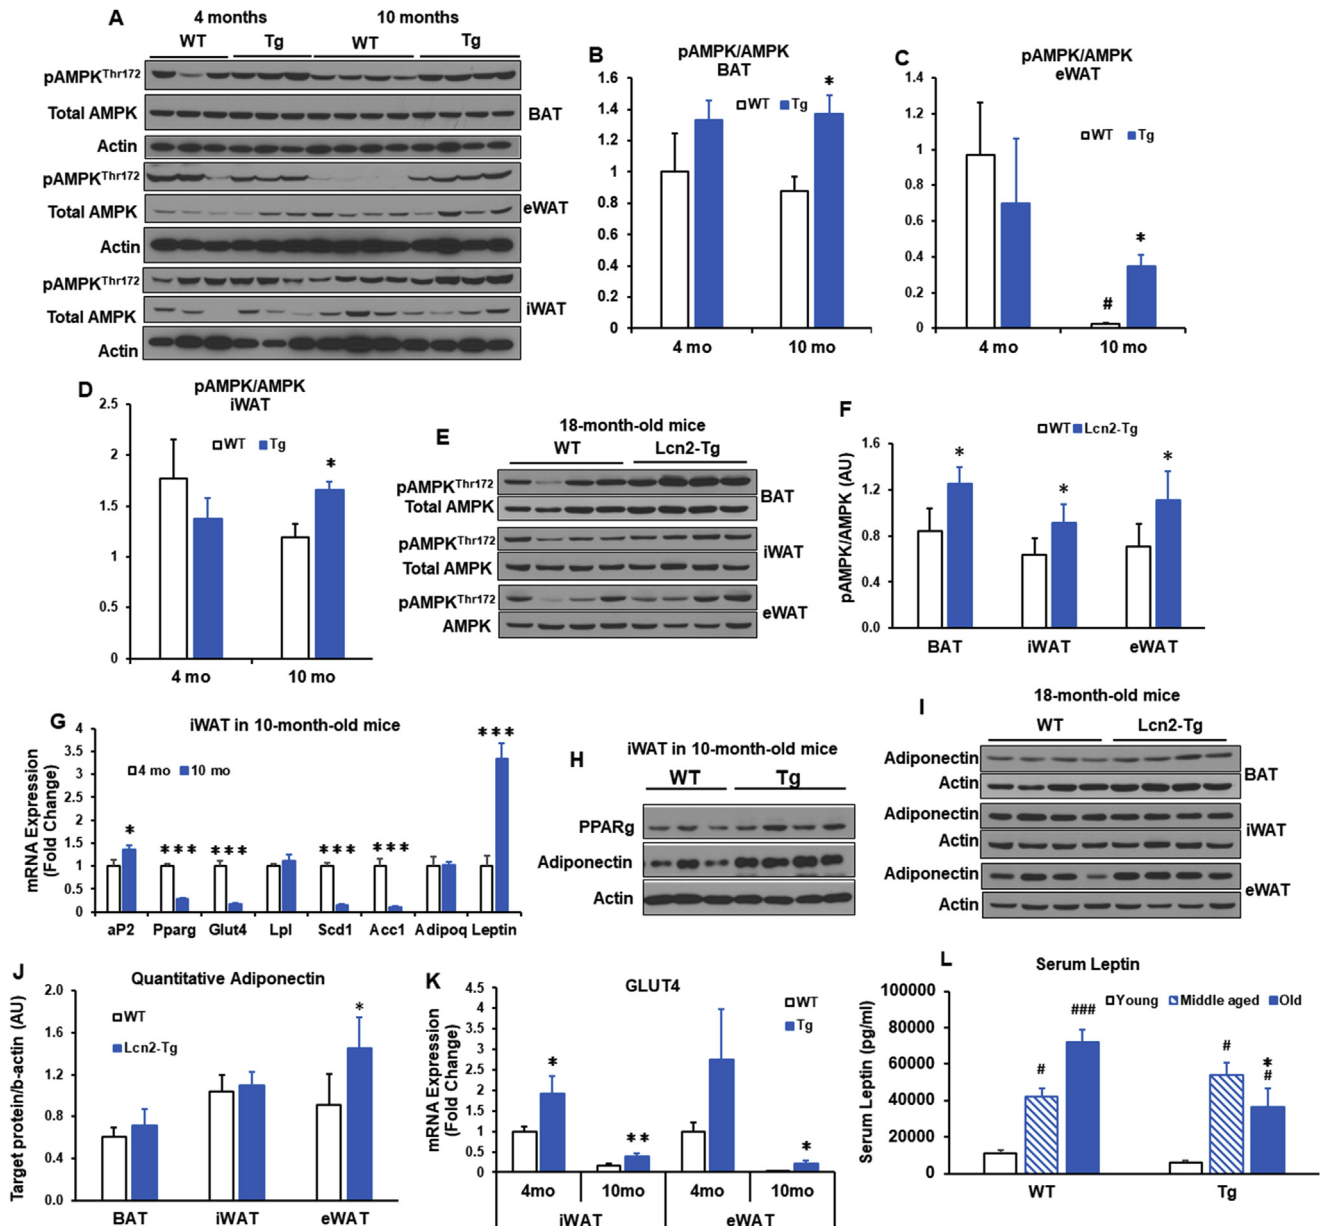 A
4 months 10 months
WT Tg WT Tg
pAMPKThr172
Total AMPK BAT
Actin
pAMPKThr172
Total AMPK eWAT
Actin
pAMPKThr172
Total AMPK iWAT
Actin
B
pAMPK/AMPK
BAT
WT Tg
1.6
1.4
1.2
1
0.8
0.6
0.4
0.2
0
*
4 mo 10 mo
C
pAMPK/AMPK
eWAT
WT Tg
1.4
1.2
1
0.8
0.6
0.4
0.2
0
# *
4 mo 10 mo
D
pAMPK/AMPK
iWAT
WT Tg
2.5
2
1.5
1
0.5
0
*
4 mo 10 mo
E
18-month-old mice
WT Lcn2-Tg
pAMPKThr172
Total AMPK BAT
pAMPKThr172
Total AMPK iWAT
pAMPKThr172
AMPK eWAT
F
WT Lcn2-Tg
pAMPK/AMPK (AU)
1.6
1.2
0.8
0.4
0.0
* * *
BAT iWAT eWAT
G
iWAT in 10-month-old mice
4 mo 10 mo
mRNA Expression
(Fold Change)
4
3.5
3
2.5
2
1.5
1
0.5
0
* *** *** *** *** ***
aP2 Pparg Glut4 Lpl Scd1 Acc1 Adipoq Leptin
H
iWAT in 10-month-old mice
WT Tg
PPARg
Adiponectin
Actin
I
18-month-old mice
WT Lcn2-Tg
Adiponectin
Actin BAT
Adiponectin
Actin iWAT
Adiponectin
Actin eWAT
J
Quantitative Adiponectin
WT
Lcn2-Tg
Target protein/b-actin (AU)
2.0
1.6
1.2
0.8
0.4
0.0
*
BAT iWAT eWAT
K
GLUT4
WT
Tg
mRNA Expression
(Fold Change)
4.5
4
3.5
3
2.5
2
1.5
1
0.5
0
* ** *
4mo 10mo 4mo 10mo
iWAT eWAT
L
Serum Leptin
Young Middle aged Old
Serum Leptin (pg/ml)
100000
80000
60000
40000
20000
0
# ### # *
#
WT Tg